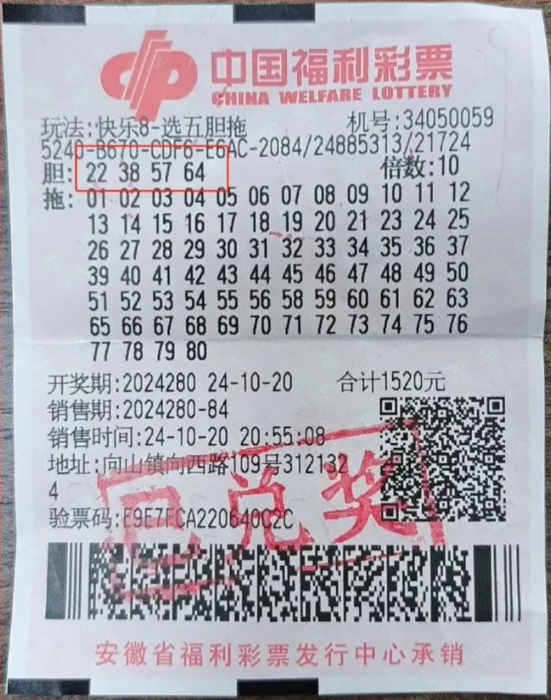 中国福利彩票
CHINA WELFARE LOTTERY
玩法:快乐8-选五胆拖 机号:34050059
5240-B670-CDF6-E6AC-2084/24885313/21724
胆: 22 38 57 64 倍数:10
拖: 01 02 03 04 05 06 07 08 09 10 11 12
13 14 15 16 17 18 19 20 21 23 24 25
26 27 28 29 30 31 32 33 34 35 36 37
39 40 41 42 43 44 45 46 47 48 49 50
51 52 53 54 55 56 58 59 60 61 62 63
65 66 67 68 69 70 71 72 73 74 75 76
77 78 79 80
开奖期:2024280 24-10-20 合计1520元
销售期:2024280-84
销售时间:24-10-20 20:55:08
地址:向山镇向西路109号312132
4
验票码:E9E7FCA220640C2C
已兑奖
安徽省福利彩票发行中心承销